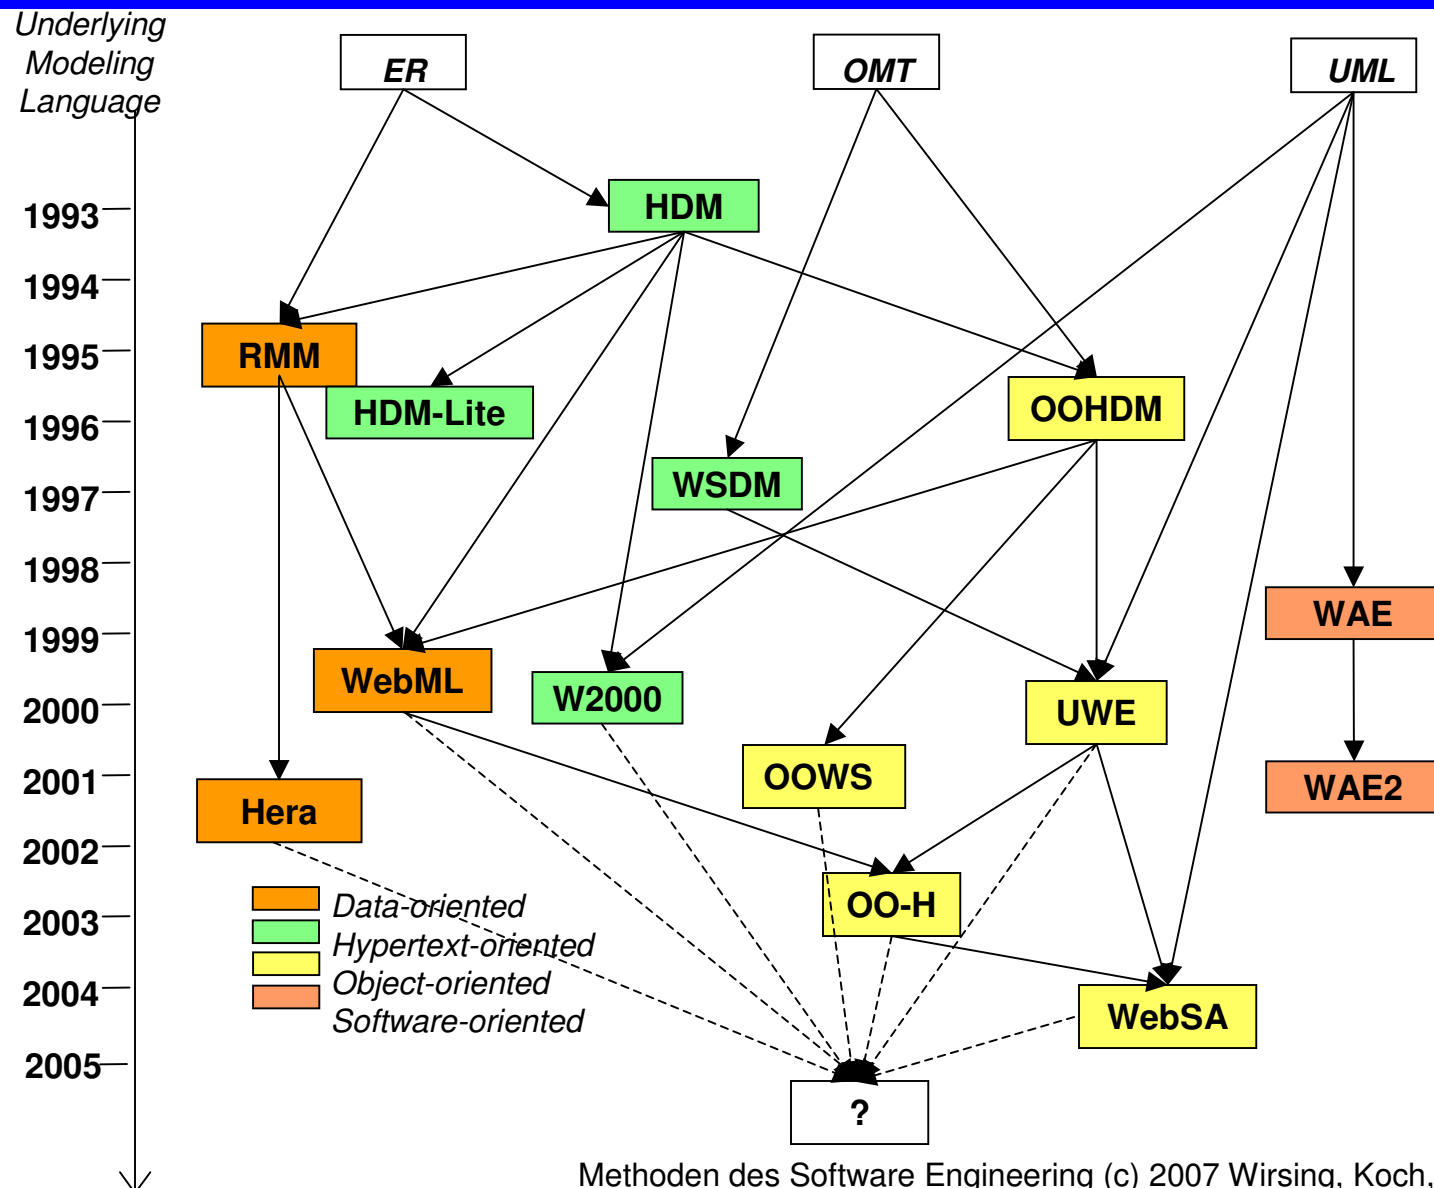 Underlying
Modeling
Language
ER
OMT
UML
1993
HDM
1994
1995
RMM
HDM-Lite
OOHDM
1996
WSDM
1997
1998
WAE
1999
WebML
W2000
UWE
2000
OOWS
2001
WAE2
Hera
2002
OO-H
2003
Data-oriented
Hypertext-oriented
Object-oriented
Software-oriented
2004
WebSA
2005
?
Methoden des Software Engineering (c) 2007 Wirsing, Koch,